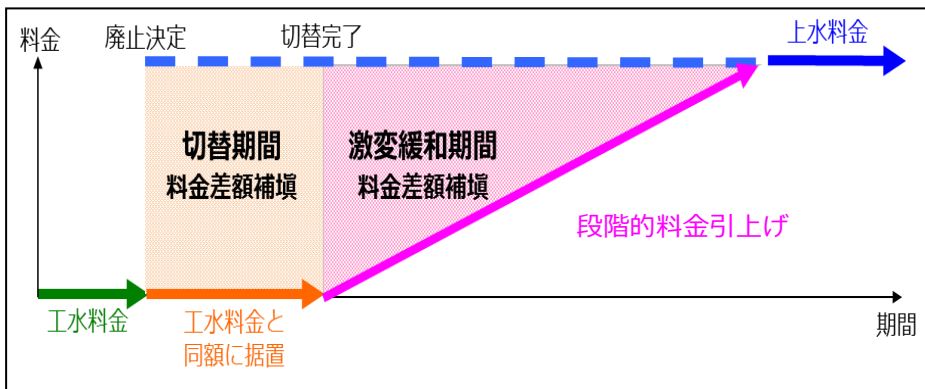 料金
廃止決定
切替完了
上水料金
切替期間
料金差額補塡
激変緩和期間
料金差額補塡
段階的料金引上げ
工水料金
工水料金と
同額に据置
期間